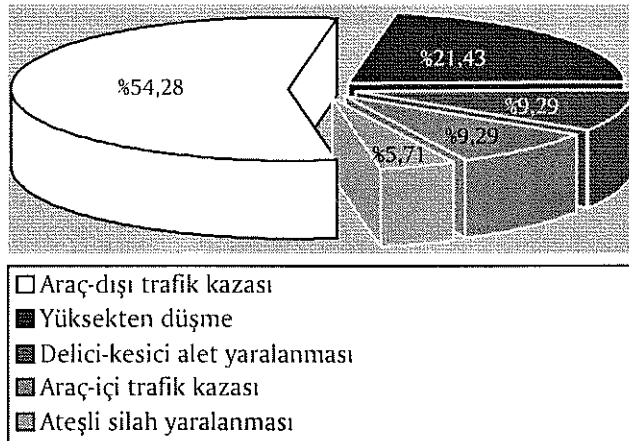 %54,28
%21,43
%9,29
%9,29
%5,71
Araç-dışı trafik kazası
Yüksekten düşme
Delici-kesici alet yaralanması
Araç-içi trafik kazası
Ateşli silah yaralanması